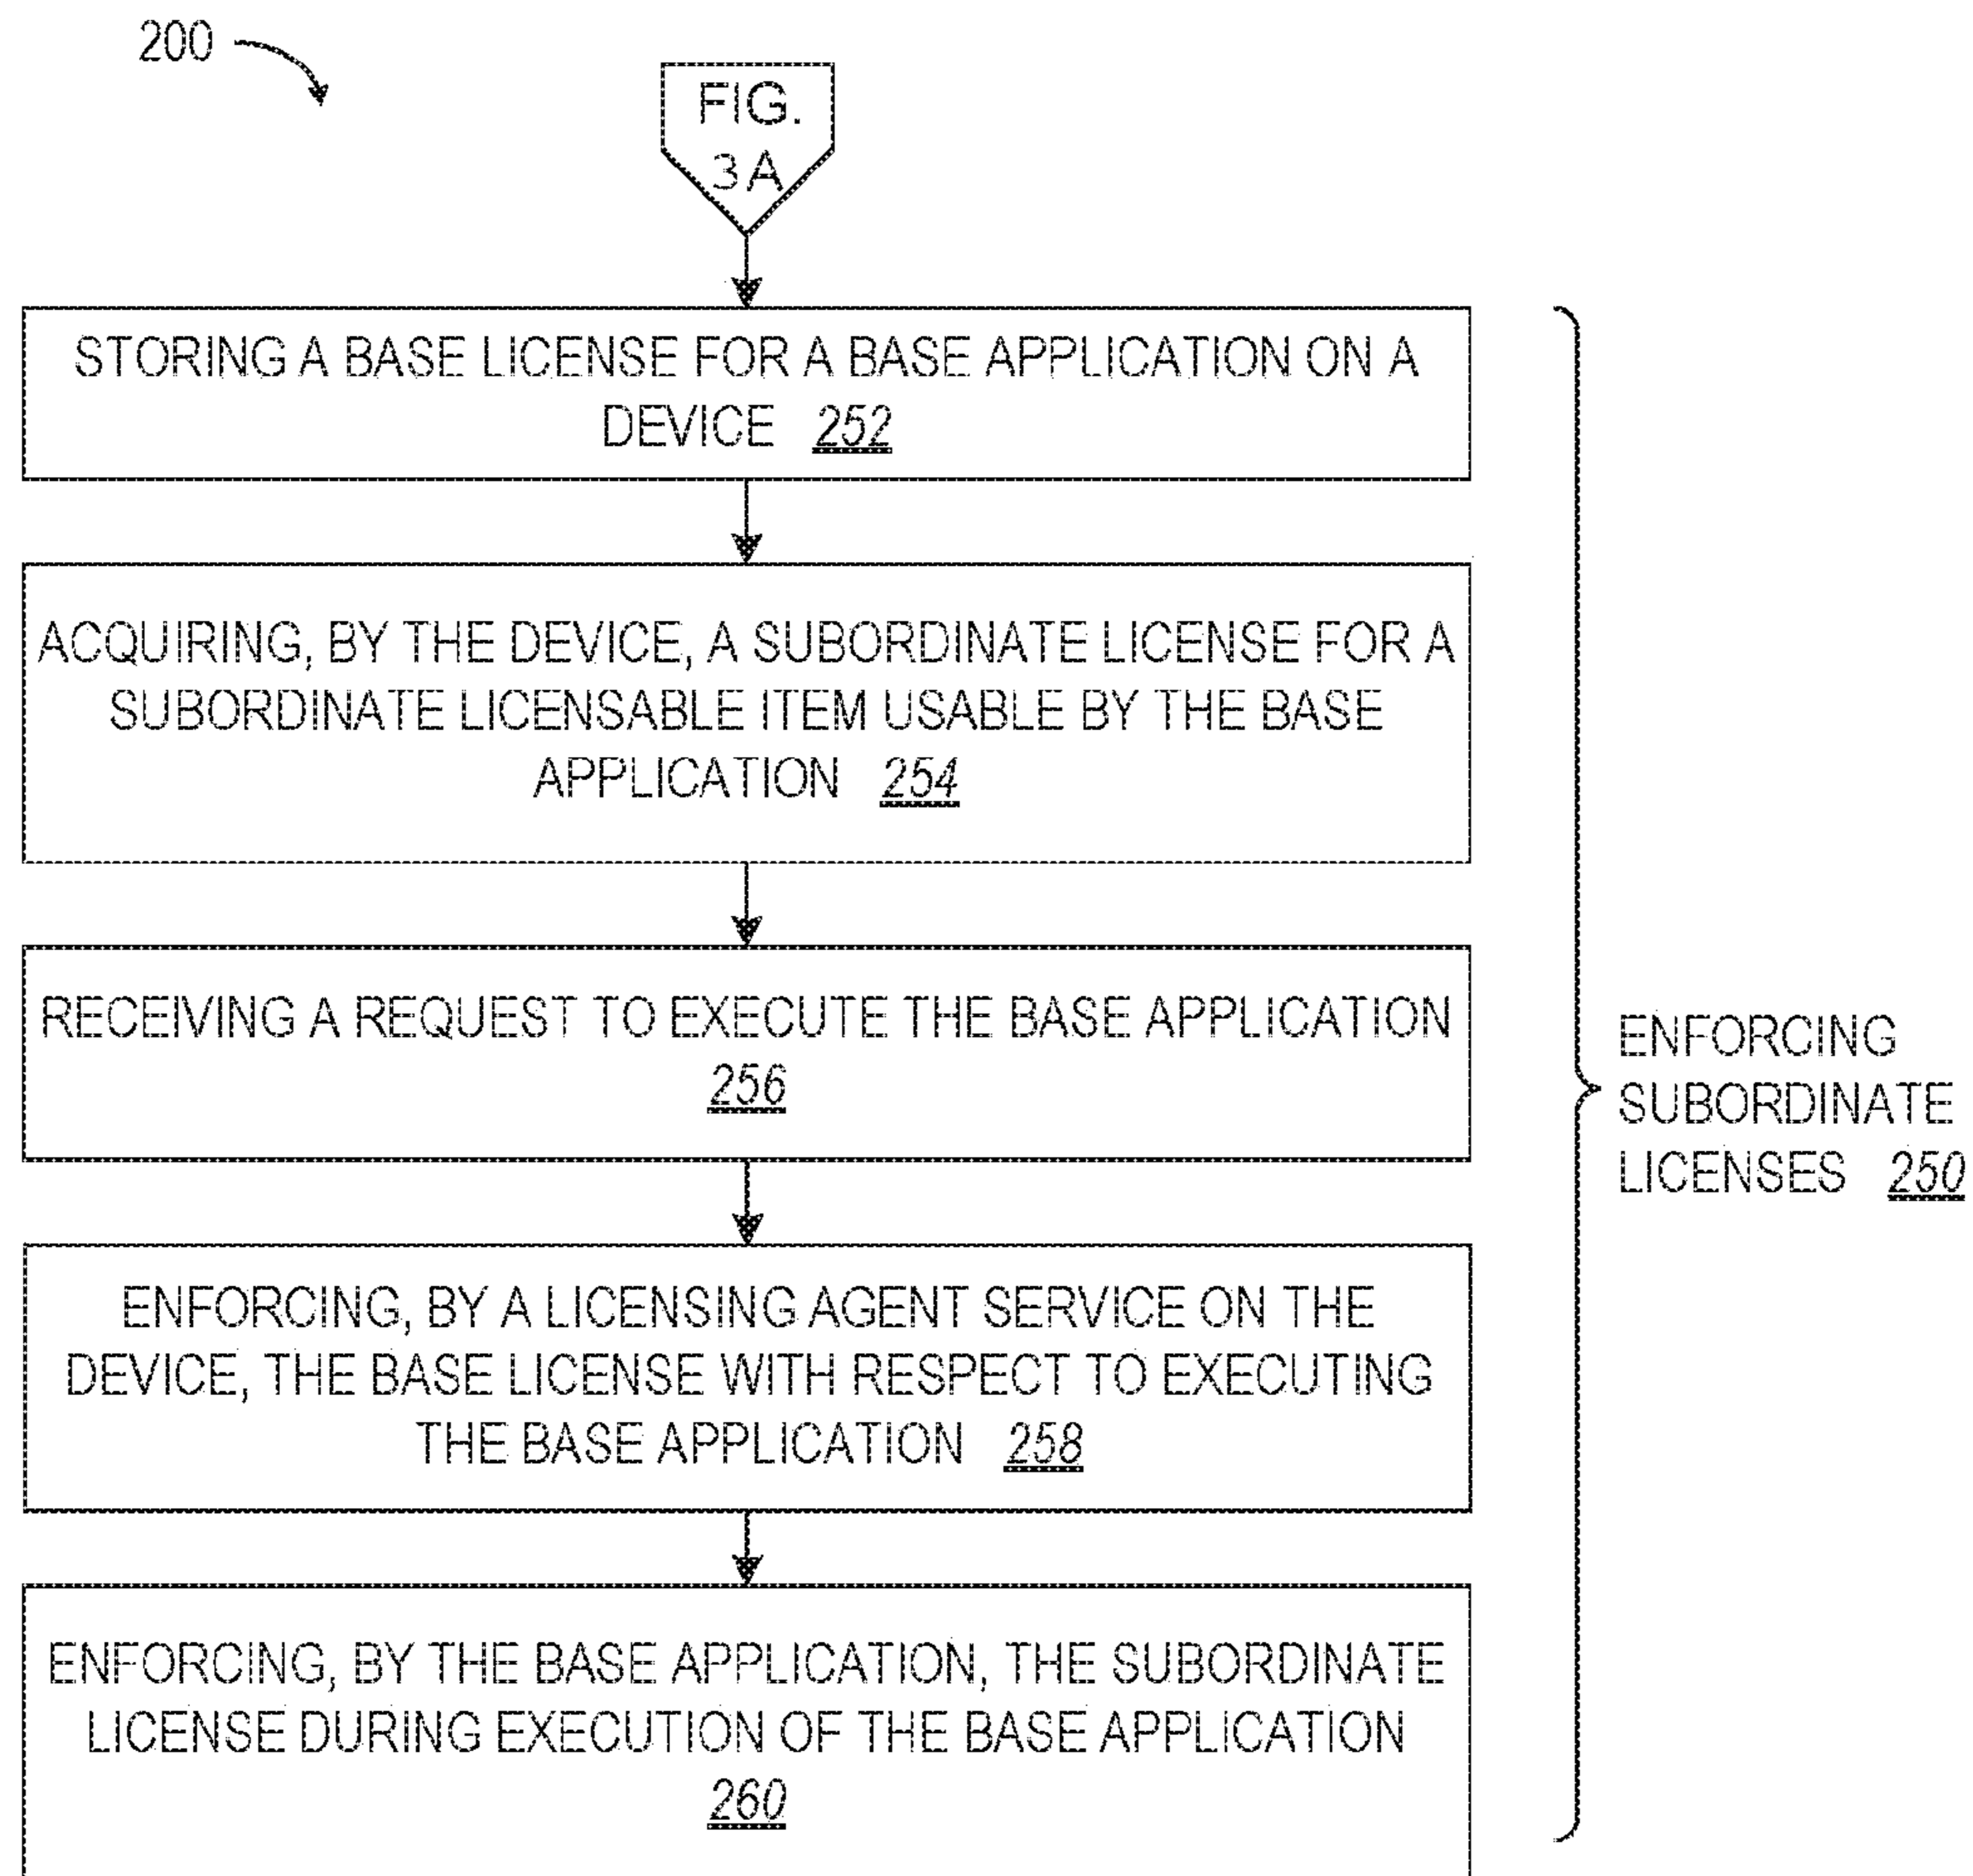 200
FIG.
3A
STORING A BASE LICENSE FOR A BASE APPLICATION ON A
DEVICE 252
ACQUIRING, BY THE DEVICE, A SUBORDINATE LICENSE FOR A
SUBORDINATE LICENSABLE ITEM USABLE BY THE BASE
APPLICATION 254
RECEIVING A REQUEST TO EXECUTE THE BASE APPLICATION
256
ENFORCING, BY A LICENSING AGENT SERVICE ON THE
DEVICE, THE BASE LICENSE WITH RESPECT TO EXECUTING
THE BASE APPLICATION 258
ENFORCING, BY THE BASE APPLICATION, THE SUBORDINATE
LICENSE DURING EXECUTION OF THE BASE APPLICATION
260
ENFORCING
SUBORDINATE
LICENSES 250